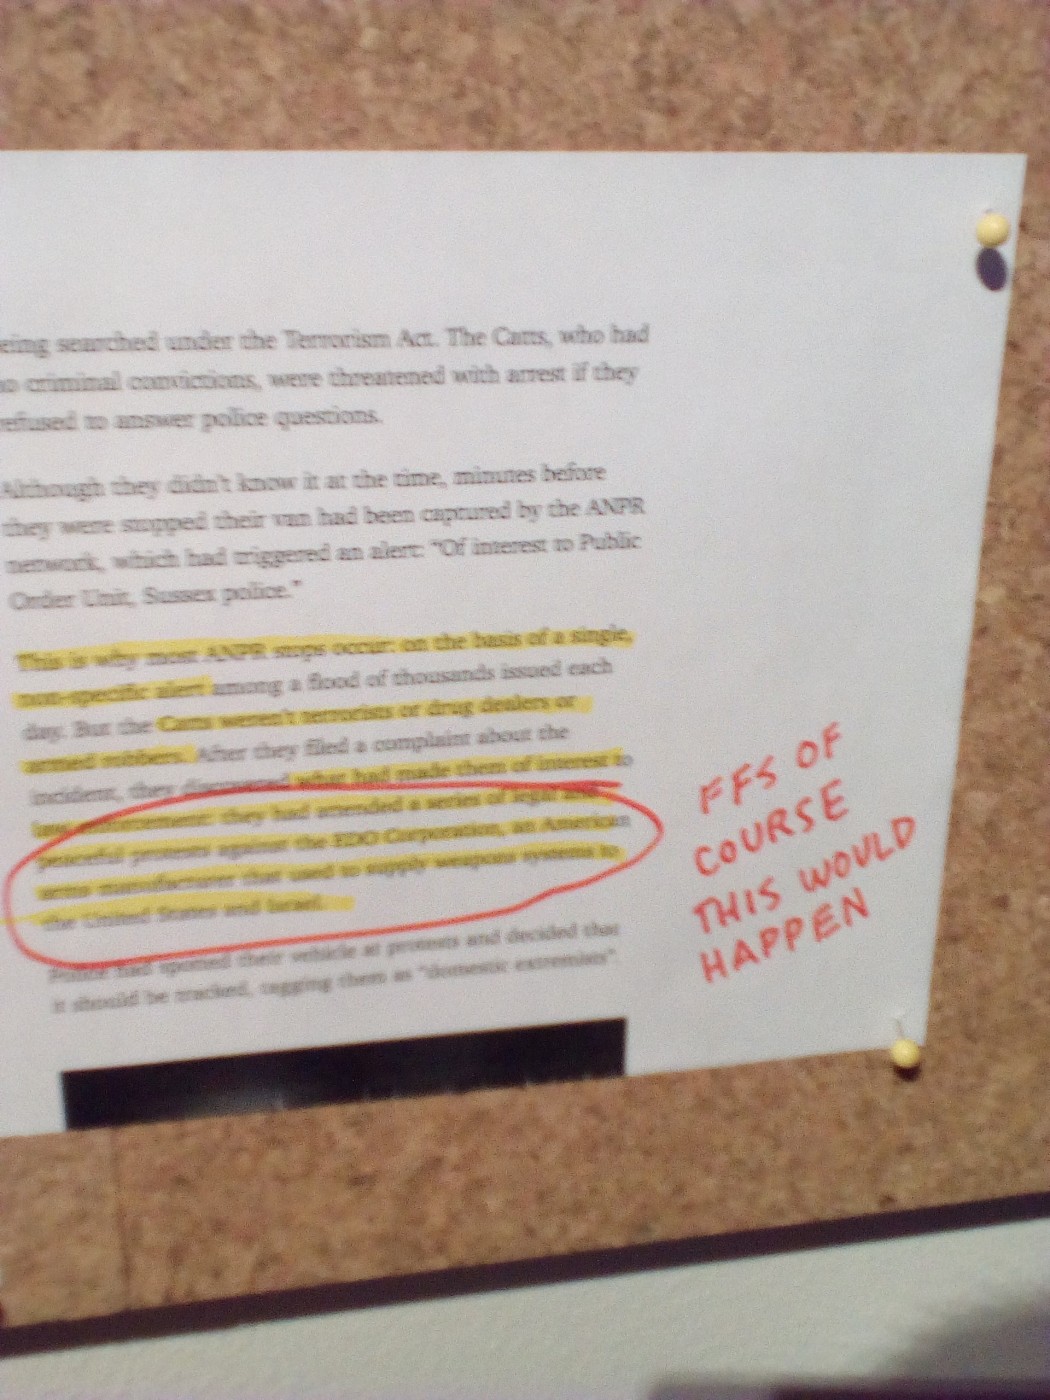 eing searched under the Terrorism Act. The Catts, who had
no criminal convictions, were threatened with arrest if they
refused to answer police questions.
Although they didn't know it at the time, minutes before
they were stopped their van had been captured by the ANPR
network, which had triggered an alert: "Of interest to Public
Order Unit, Sussex police."
This is why most ANPR stops occur: on the basis of a single,
non-specific alert among a flood of thousands issued each
day. But the Catts weren't terrorists or drug dealers or
armed robbers. After they filed a complaint about the
incident, they discovered what had made them of interest to
law enforcement: they had attended a series of legal and
peaceful protests against the EDO Corporation, an American
arms manufacturer that used to supply weapons systems to
the United States and Israel.
Police had spotted their vehicle at protests and decided that
it should be tracked, tagging them as "domestic extremists".
FFS OF
COURSE
THIS WOULD
HAPPEN